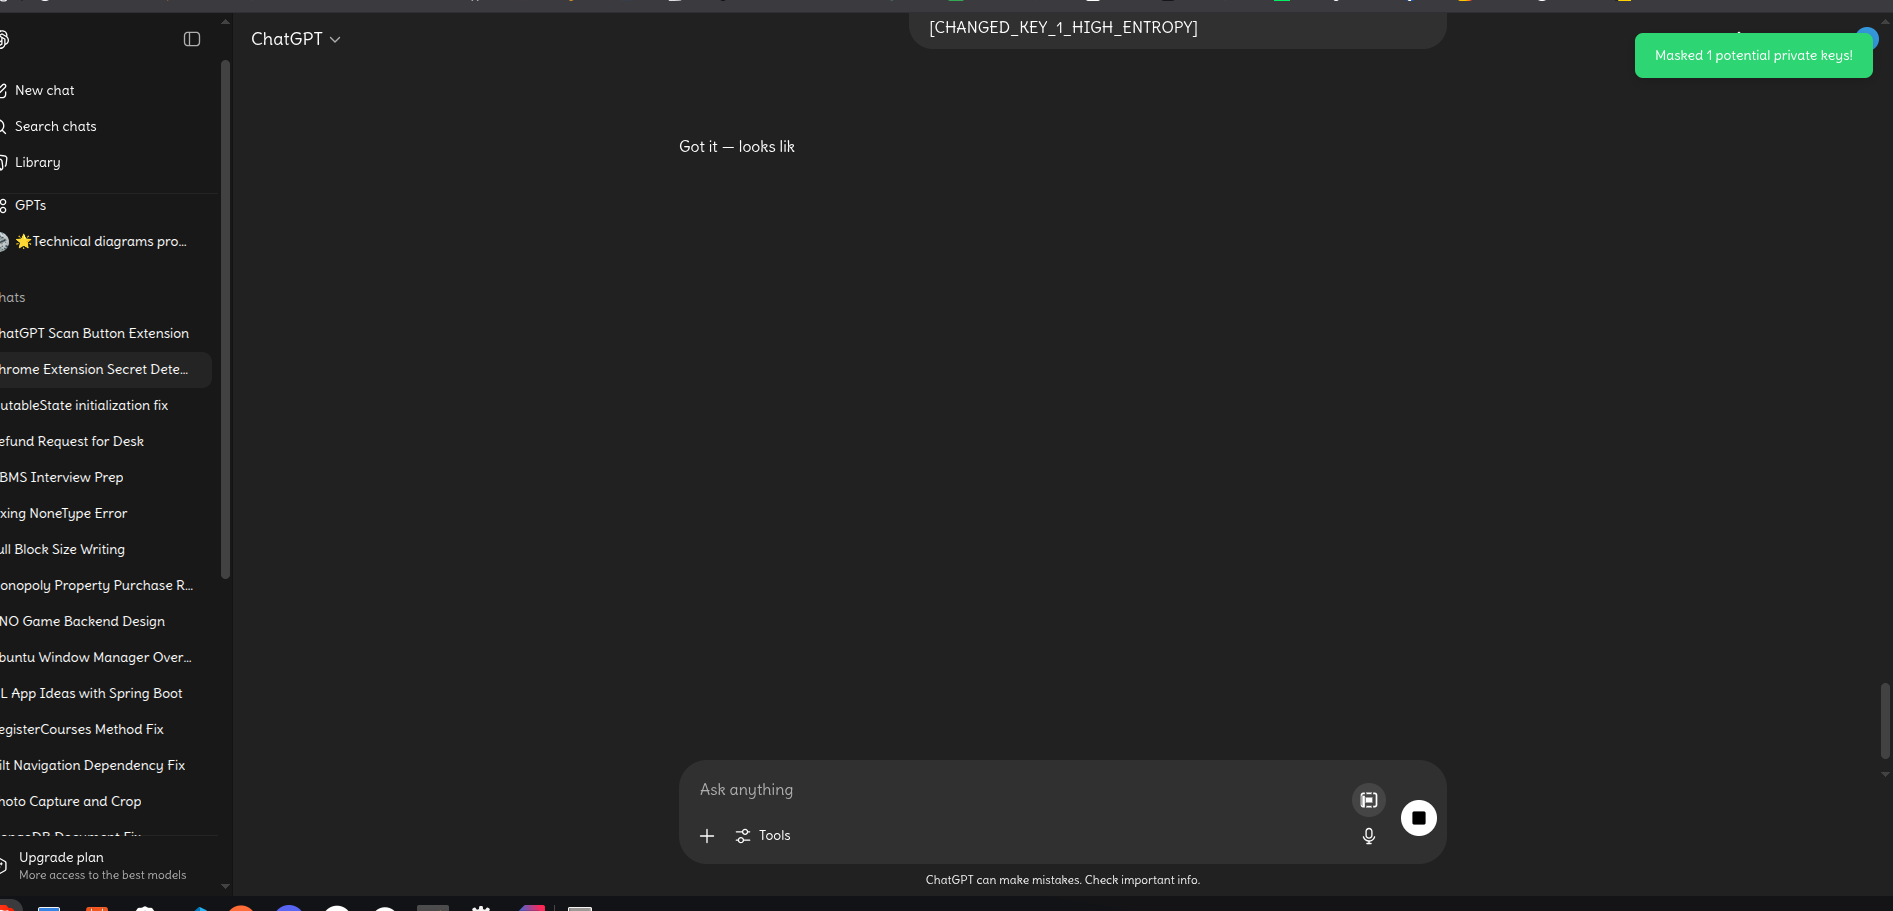 ChatGPT
[CHANGED_KEY_1_HIGH_ENTROPY]
Masked 1 potential private keys!
New chat
Search chats
Library
GPTs
🌟Technical diagrams pro...
hats
hatGPT Scan Button Extension
hrome Extension Secret Dete...
utableState initialization fix
efund Request for Desk
BMS Interview Prep
xing NoneType Error
ull Block Size Writing
onopoly Property Purchase R...
NO Game Backend Design
buntu Window Manager Over...
L App Ideas with Spring Boot
egisterCourses Method Fix
ilt Navigation Dependency Fix
hoto Capture and Crop
ongoDB Document Fix
Upgrade plan
More access to the best models
Got it — looks lik
Ask anything
Tools
ChatGPT can make mistakes. Check important info.